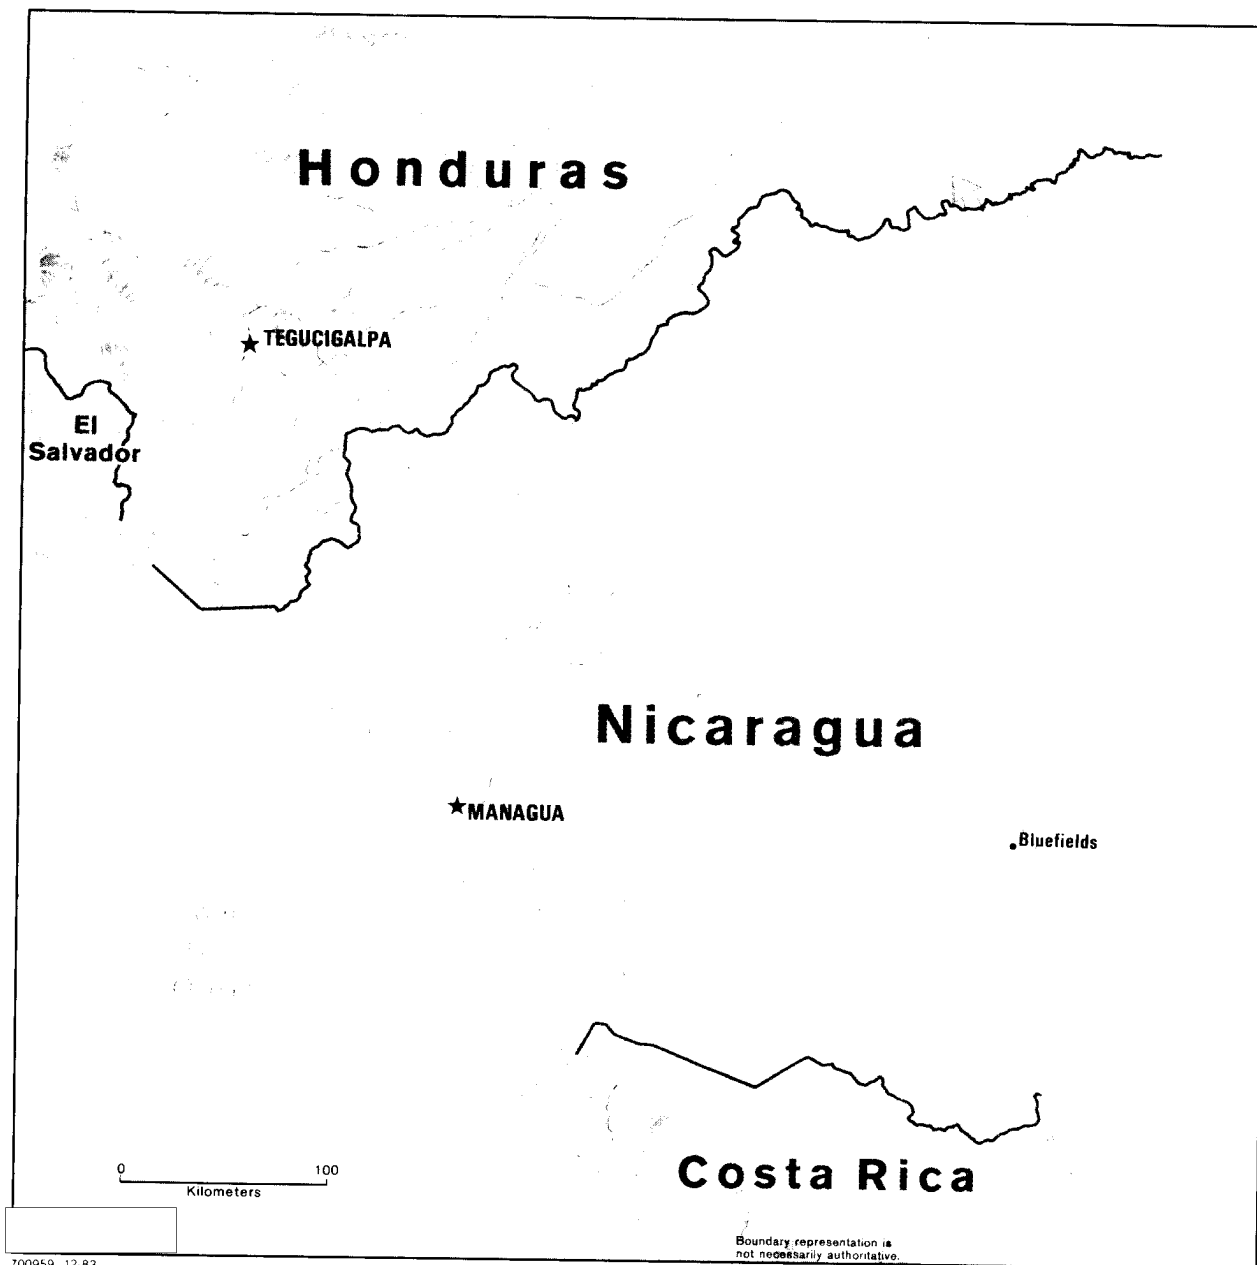 Honduras
TEGUCIGALPA
El
Salvador
Nicaragua
MANAGUA
Bluefields
Costa Rica
0 100
Kilometers
Boundary representation is
not necessarily authoritative.
700959 12-83